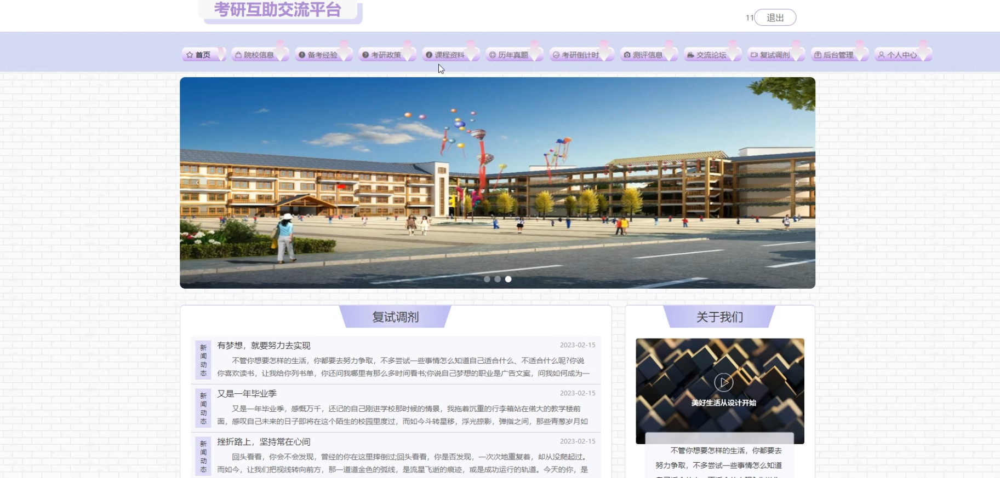 考研互助交流平台
11 退出
首页 院校信息 备考经验 考研政策 课程资料 历年真题 考研倒计时 测评信息 交流论坛 复试调剂 后台管理 个人中心
复试调剂
新闻动态
有梦想，就要努力去实现 2023-02-15
不管你想要怎样的生活，你都要去努力争取，不多尝试一些事情怎么知道自己适合什么、不适合什么呢?你说
你喜欢读书，让我给你列书单，你还问我哪里有那么多时间看书;你说自己梦想的职业是广告文案，问我如何成为一
新闻动态
又是一年毕业季 2023-02-15
又是一年毕业季，感慨万千，还记的自己刚进学校那时候的情景，我拖着沉重的行李箱站在偌大的教学楼前
面，感叹自己未来的日子即将在这个陌生的校园里度过，而如今斗转星移，浮光掠影，弹指之间，那些青葱岁月如
新闻动态
挫折路上，坚持常在心间 2023-02-15
回头看看，你会不会发现，曾经的你在这里摔倒过;回头看看，你是否发现，一次次地重复着，却从没爬起过。
而如今，让我们把视线转向前方，那一道道金色的弧线，是流星飞逝的痕迹，或是成功运行的轨道。今天的你，是
关于我们
美好生活从设计开始
不管你想要怎样的生活，你都要去
努力争取，不多尝试一些事情怎么知道